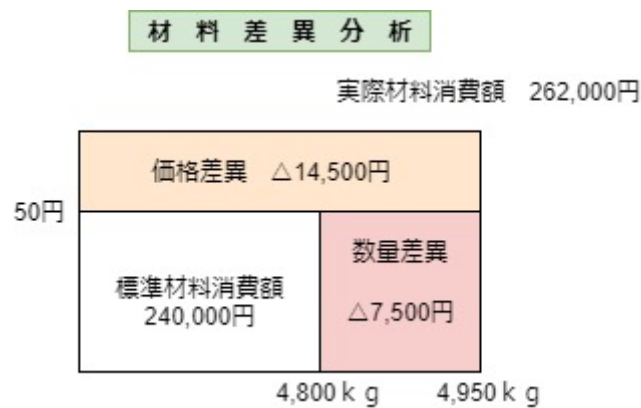 材 料 差 異 分 析
実際材料消費額　262,000円
価格差異　△14,500円
50円
数量差異
標準材料消費額
240,000円
△7,500円
4,800ｋｇ
4,950ｋｇ